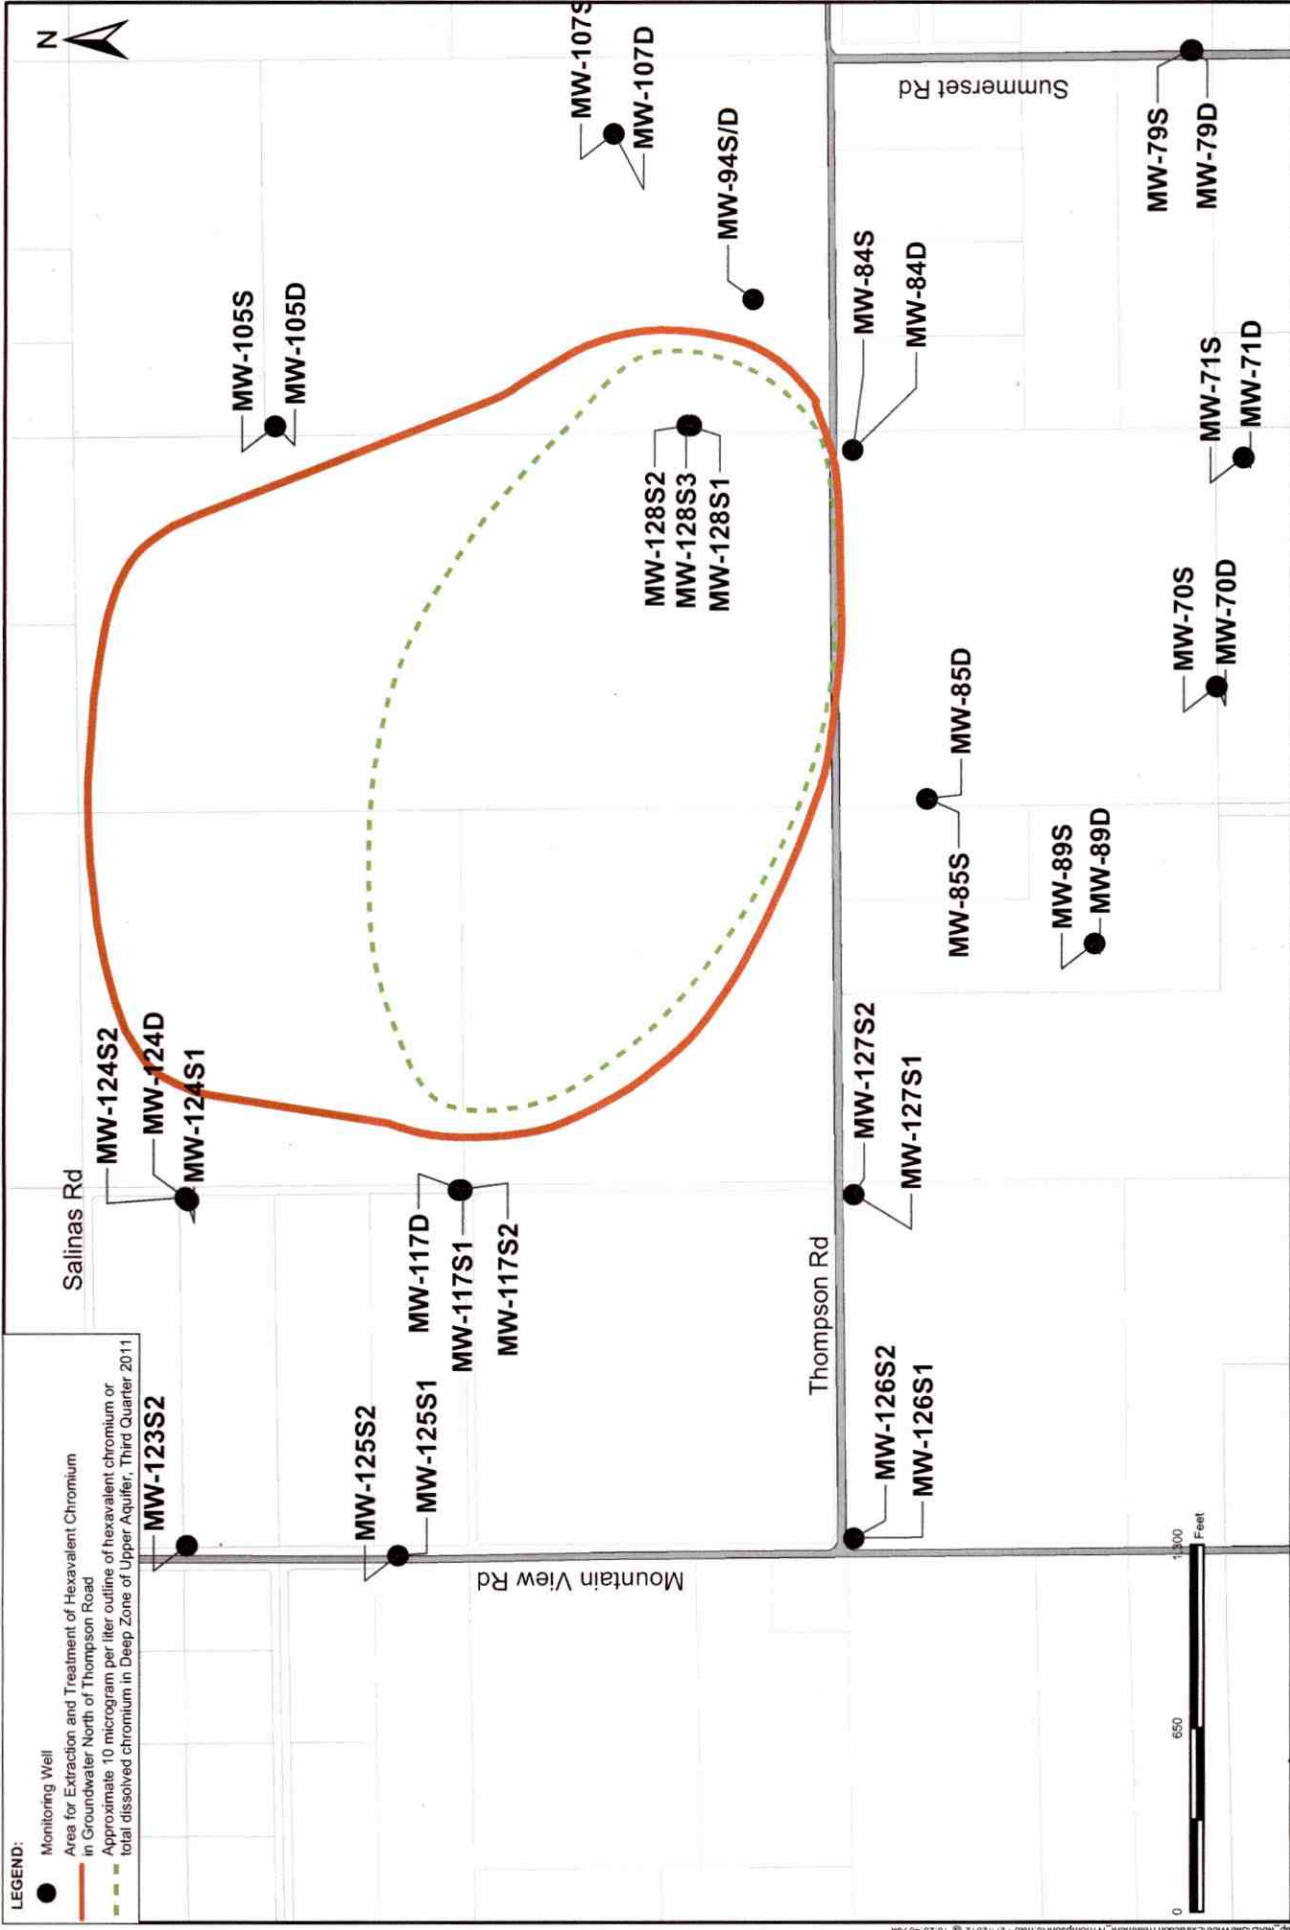 LEGEND:
Monitoring Well
Area for Extraction and Treatment of Hexavalent Chromium
in Groundwater North of Thompson Road
Approximate 10 microgram per liter outline of hexavalent chromium or
total dissolved chromium in Deep Zone of Upper Aquifer, Third Quarter 2011
N
Salinas Rd
MW-123S2
MW-124S2
MW-124D
MW-124S1
MW-105S
MW-105D
MW-125S2
MW-125S1
MW-117D
MW-117S1
MW-117S2
MW-107S
MW-107D
MW-128S2
MW-128S3
MW-128S1
MW-94S/D
Mountain View Rd
Thompson Rd
Summerset Rd
MW-126S2
MW-126S1
MW-127S2
MW-127S1
MW-84S
MW-84D
MW-85S
MW-85D
MW-89S
MW-89D
MW-70S
MW-70D
MW-71S
MW-71D
MW-79S
MW-79D
0
650
1,300
Feet